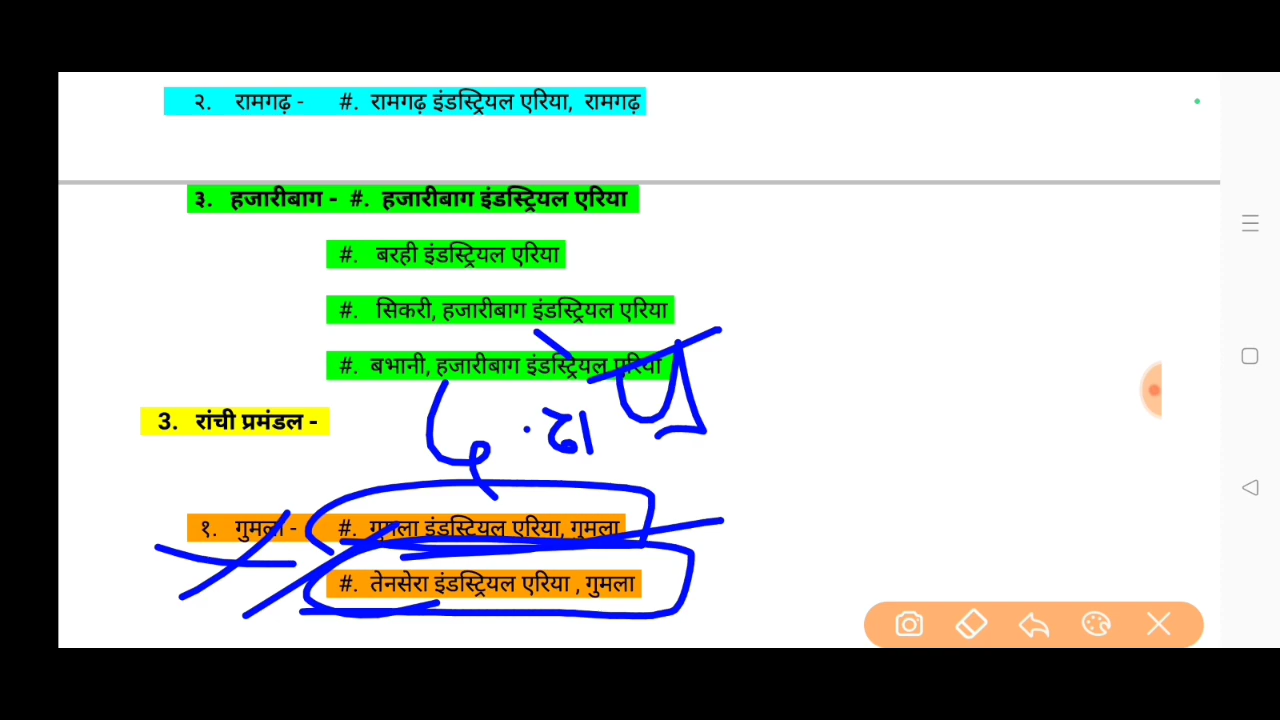 २. रामगढ़ - #. रामगढ़ इंडस्ट्रियल एरिया, रामगढ़
३. हजारीबाग - #. हजारीबाग इंडस्ट्रियल एरिया
#. बरही इंडस्ट्रियल एरिया
#. सिकरी, हजारीबाग इंडस्ट्रियल एरिया
#. बभानी, हजारीबाग इंडस्ट्रियल एरिया
3. रांची प्रमंडल -
१. गुमला - #. गुमला इंडस्ट्रियल एरिया, गुमला
#. तेनसेरा इंडस्ट्रियल एरिया , गुमला